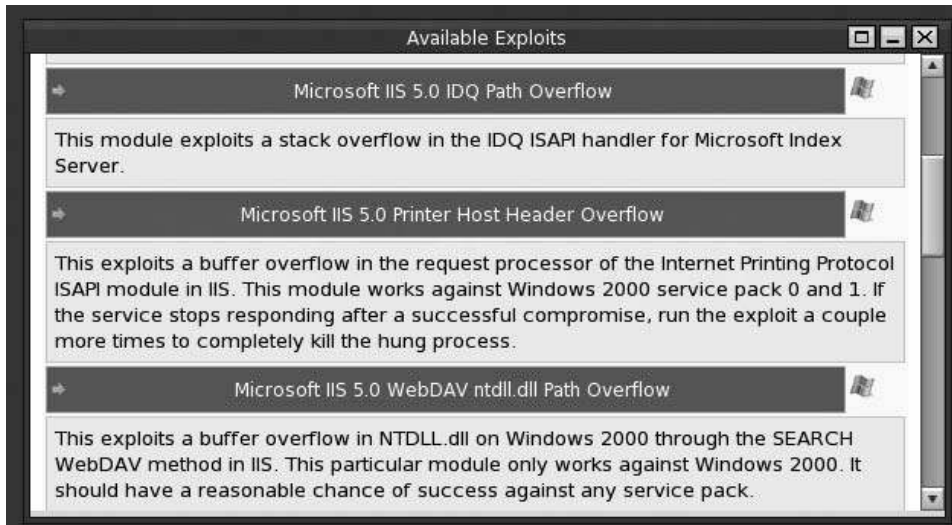 Available Exploits
Microsoft IIS 5.0 IDQ Path Overflow
This module exploits a stack overflow in the IDQ ISAPI handler for Microsoft Index
Server.
Microsoft IIS 5.0 Printer Host Header Overflow
This exploits a buffer overflow in the request processor of the Internet Printing Protocol
ISAPI module in IIS. This module works against Windows 2000 service pack 0 and 1. If
the service stops responding after a successful compromise, run the exploit a couple
more times to completely kill the hung process.
Microsoft IIS 5.0 WebDAV ntdll.dll Path Overflow
This exploits a buffer overflow in NTDLL.dll on Windows 2000 through the SEARCH
WebDAV method in IIS. This particular module only works against Windows 2000. It
should have a reasonable chance of success against any service pack.